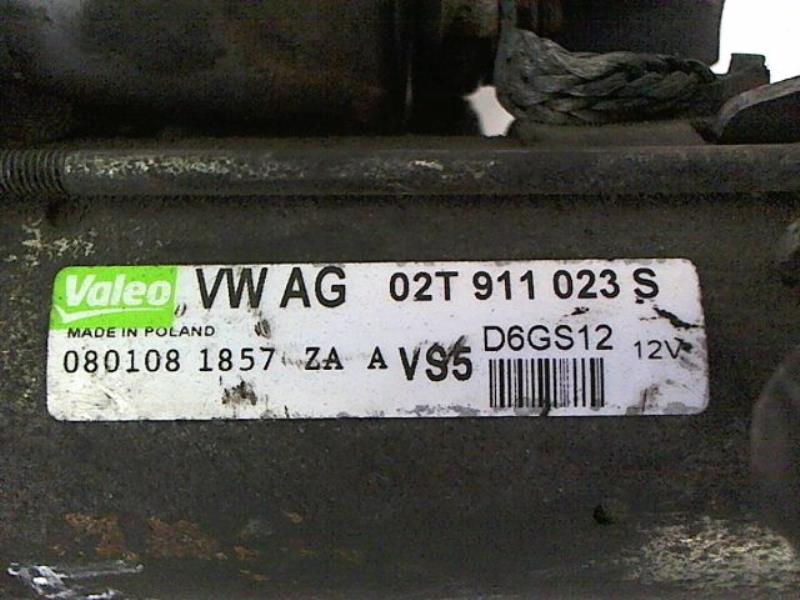 Valeo VW AG 02T 911 023 S
MADE IN POLAND
080108 1857 ZA A VS5 D6GS12 12V